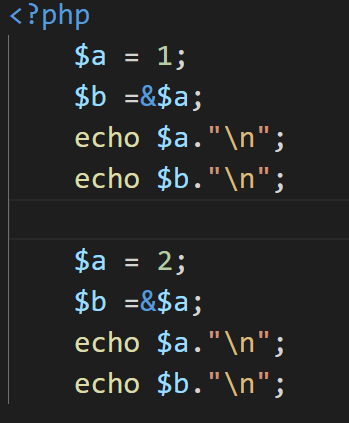 <?php
$a = 1;
$b =&$a;
echo $a."\n";
echo $b."\n";
$a = 2;
$b =&$a;
echo $a."\n";
echo $b."\n";